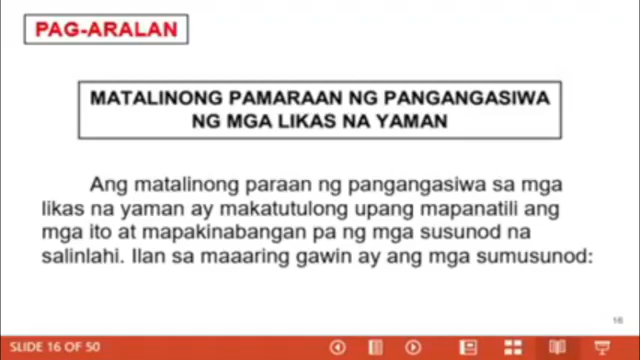 PAG-ARALAN
MATALINONG PAMARAAN NG PANGANGASIWA
NG MGA LIKAS NA YAMAN
Ang matalinong paraan ng pangangasiwa sa mga
likas na yaman ay makatutulong upang mapanatili ang
mga ito at mapakinabangan pa ng mga susunod na
salinlahi. Ilan sa maaaring gawin ay ang mga sumusunod:
16
SLIDE 16 OF 50